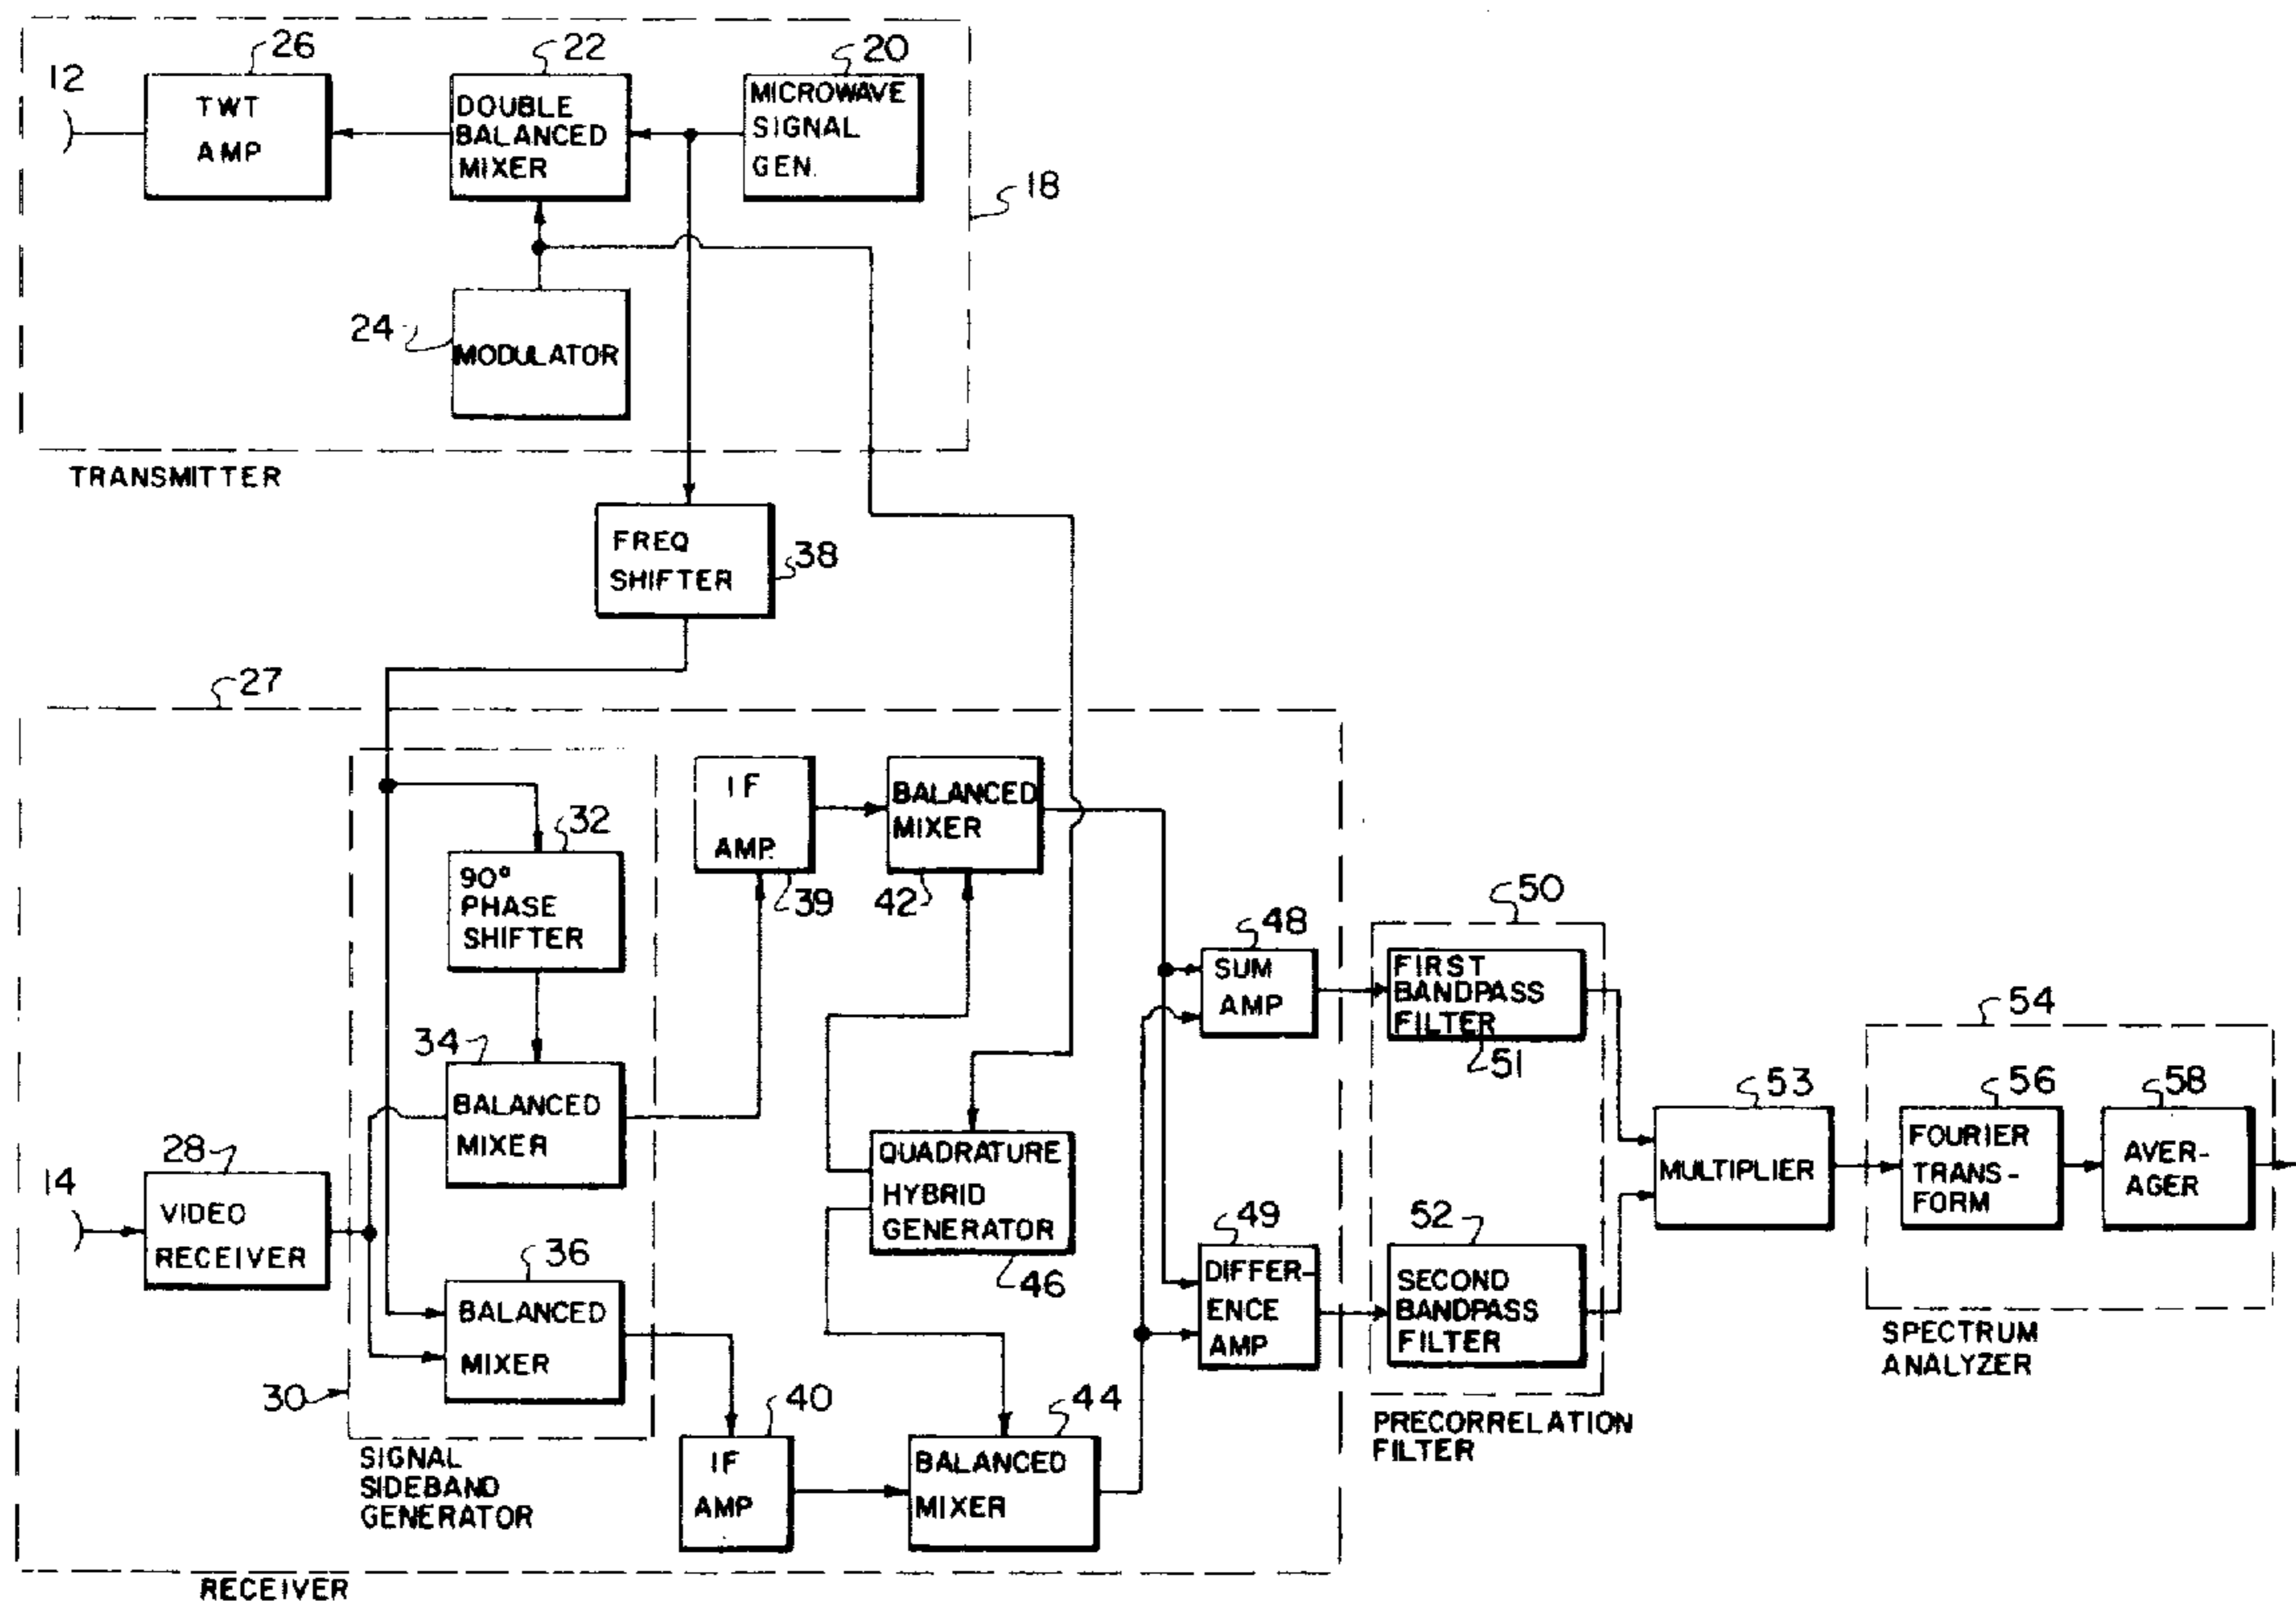 26
22
20
12
TWT
AMP
DOUBLE
BALANCED
MIXER
MICROWAVE
SIGNAL
GEN.
18
24
MODULATOR
TRANSMITTER
FREQ
SHIFTER
38
27
32
90°
PHASE
SHIFTER
IF
AMP.
39
BALANCED
MIXER
42
34
BALANCED
MIXER
48
SUM
AMP
50
FIRST
BANDPASS
FILTER
51
54
53
56
58
28
14
VIDEO
RECEIVER
QUADRATURE
HYBRID
GENERATOR
46
MULTIPLIER
FOURIER
TRANS-
FORM
AVER-
AGER
36
BALANCED
MIXER
49
DIFFER-
ENCE
AMP
52
SECOND
BANDPASS
FILTER
SPECTRUM
ANALYZER
30
40
44
SIGNAL
SIDEBAND
GENERATOR
IF
AMP
BALANCED
MIXER
PRECORRELATION
FILTER
RECEIVER